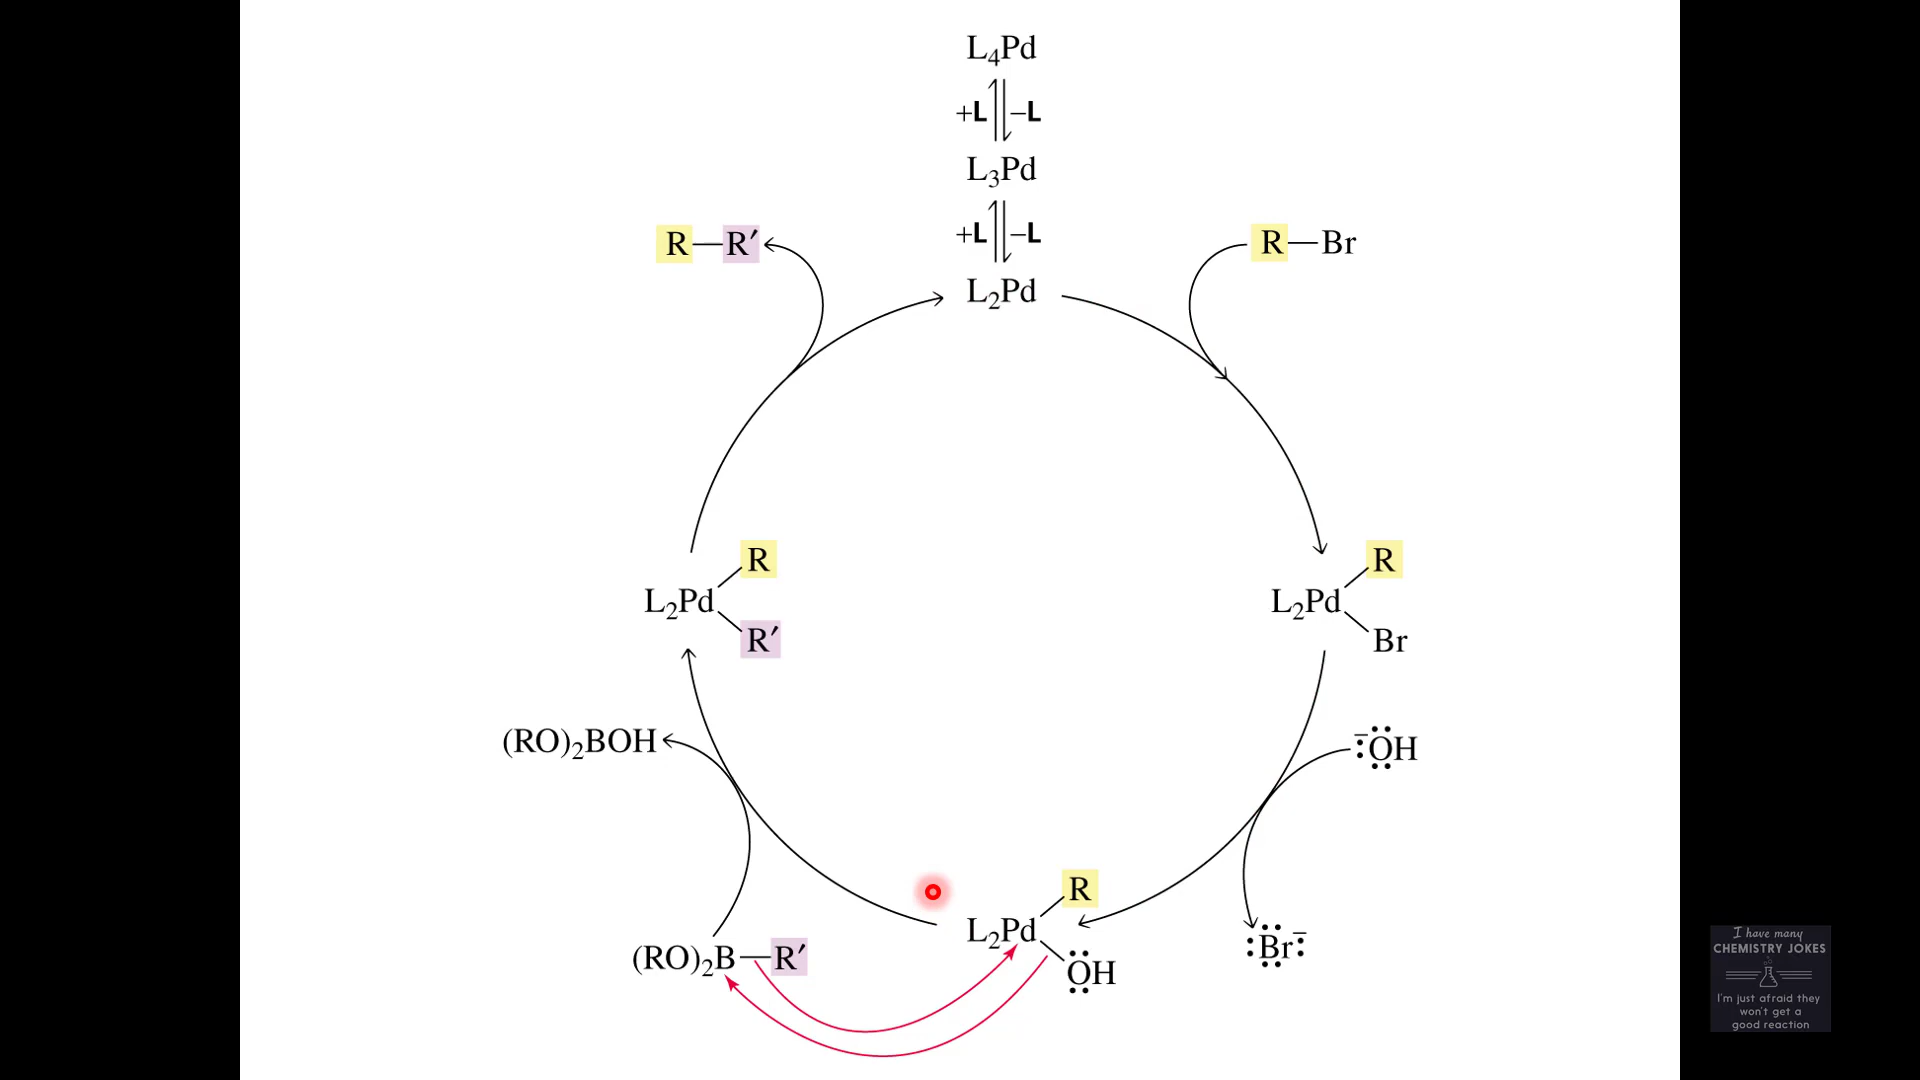 L₄Pd
+L –L
L₃Pd
+L –L
R—R′
R—Br
L₂Pd
R
L₂Pd
R′
R
L₂Pd
Br
(RO)₂BOH
⁻:ÖH
R
L₂Pd
ÖH
(RO)₂B—R′
:Br:⁻
I have many
CHEMISTRY JOKES
I'm just afraid they
won't get a
good reaction